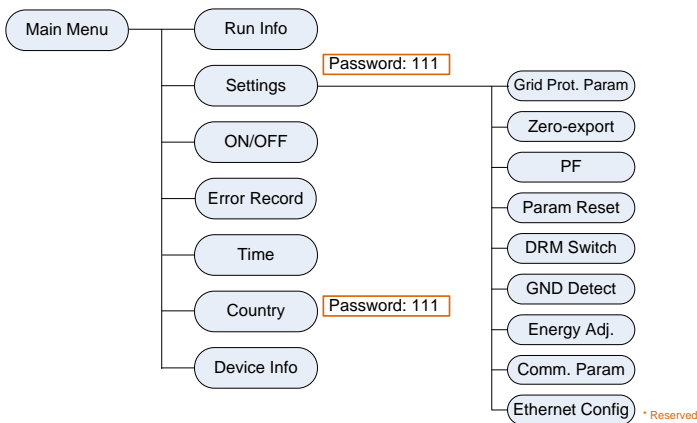 Main Menu
Run Info
Settings
Password: 111
ON/OFF
Error Record
Time
Country
Password: 111
Device Info
Grid Prot. Param
Zero-export
PF
Param Reset
DRM Switch
GND Detect
Energy Adj.
Comm. Param
Ethernet Config
* Reserved